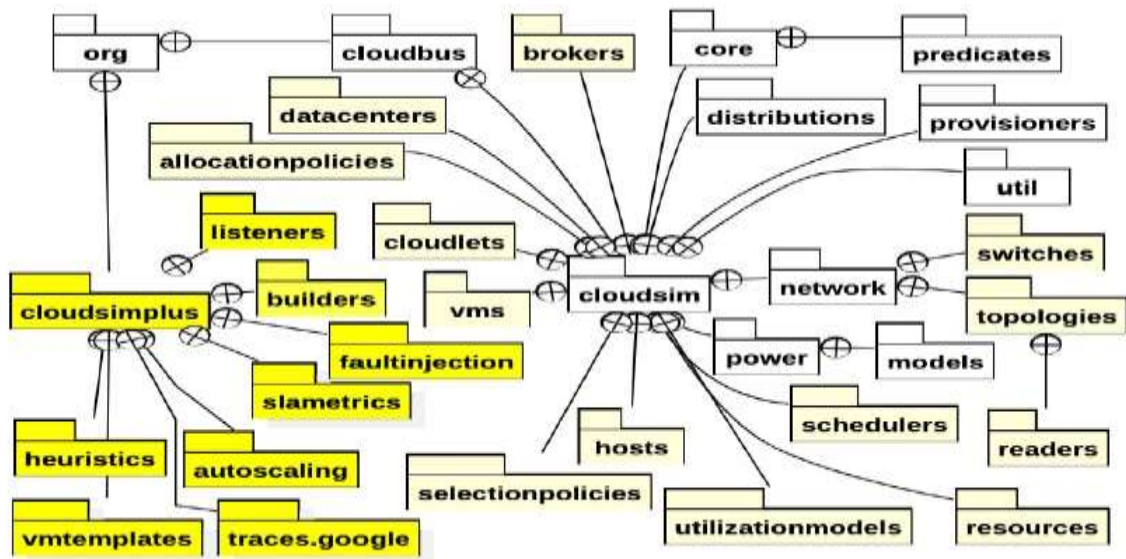 org
cloudbus
brokers
core
predicates
datacenters
distributions
provisioners
allocationpolicies
util
listeners
cloudlets
switches
builders
cloudsim
network
cloudsimplus
vms
topologies
faultinjection
power
models
slametrics
schedulers
heuristics
autoscaling
hosts
readers
selectionpolicies
vmtemplates
traces.google
utilizationmodels
resources